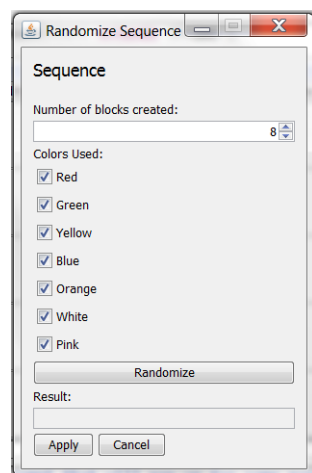 Randomize Sequence
Sequence
Number of blocks created:
8
Colors Used:
Red
Green
Yellow
Blue
Orange
White
Pink
Randomize
Result:
Apply Cancel